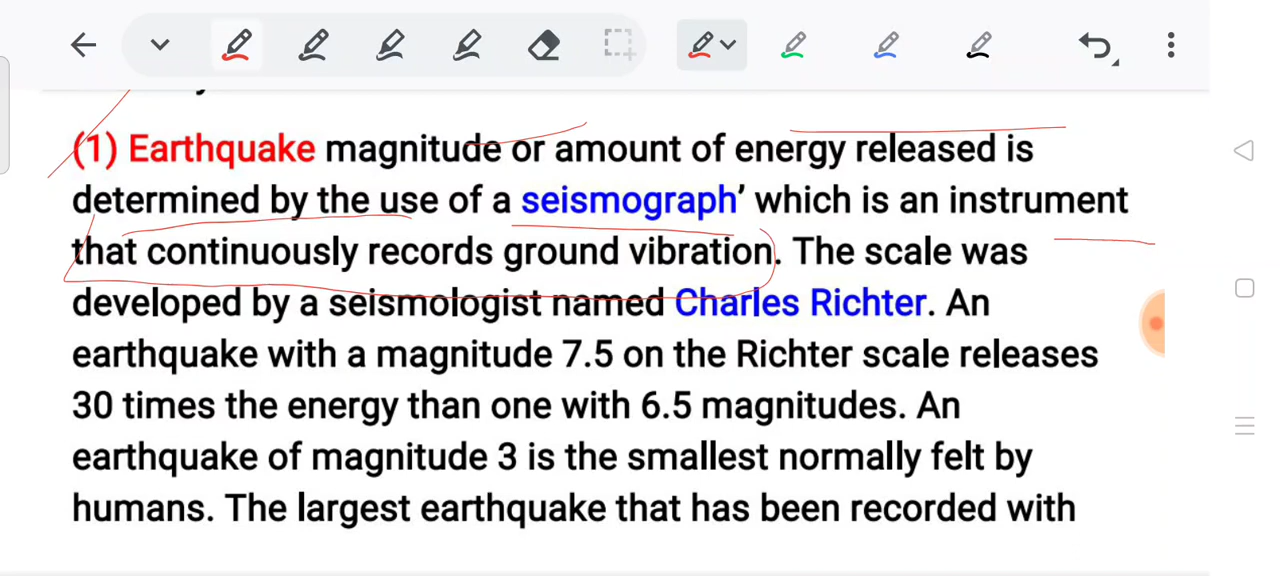 (1) Earthquake magnitude or amount of energy released is
determined by the use of a seismograph’ which is an instrument
that continuously records ground vibration. The scale was
developed by a seismologist named Charles Richter. An
earthquake with a magnitude 7.5 on the Richter scale releases
30 times the energy than one with 6.5 magnitudes. An
earthquake of magnitude 3 is the smallest normally felt by
humans. The largest earthquake that has been recorded with